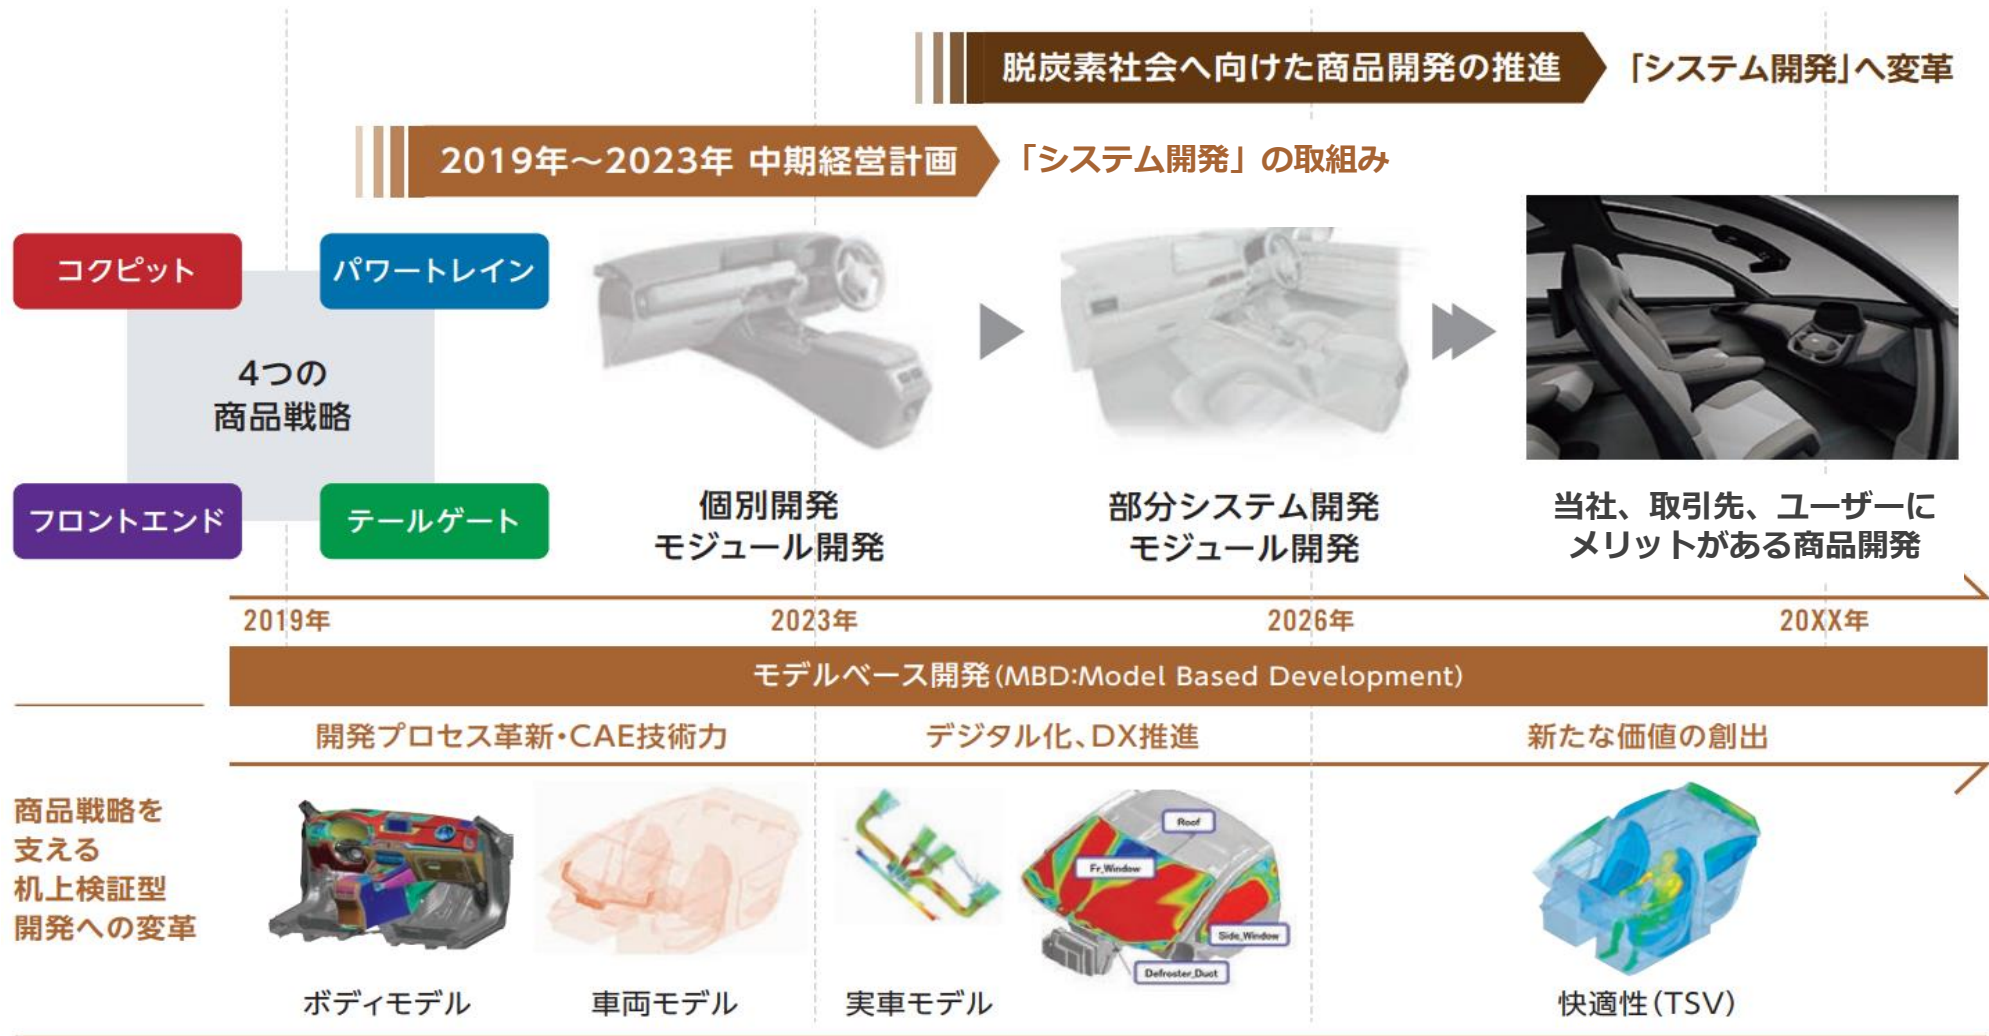 脱炭素社会へ向けた商品開発の推進
「システム開発」へ変革
2019年～2023年 中期経営計画
「システム開発」の取組み
コクピット
パワートレイン
4つの
商品戦略
フロントエンド
テールゲート
個別開発
モジュール開発
部分システム開発
モジュール開発
当社、取引先、ユーザーに
メリットがある商品開発
2019年
2023年
2026年
20XX年
モデルベース開発(MBD:Model Based Development)
開発プロセス革新・CAE技術力
デジタル化、DX推進
新たな価値の創出
商品戦略を
支える
机上検証型
開発への変革
Roof
Fr_Window
Side_Window
Defroster_Duct
ボディモデル
車両モデル
実車モデル
快適性(TSV)